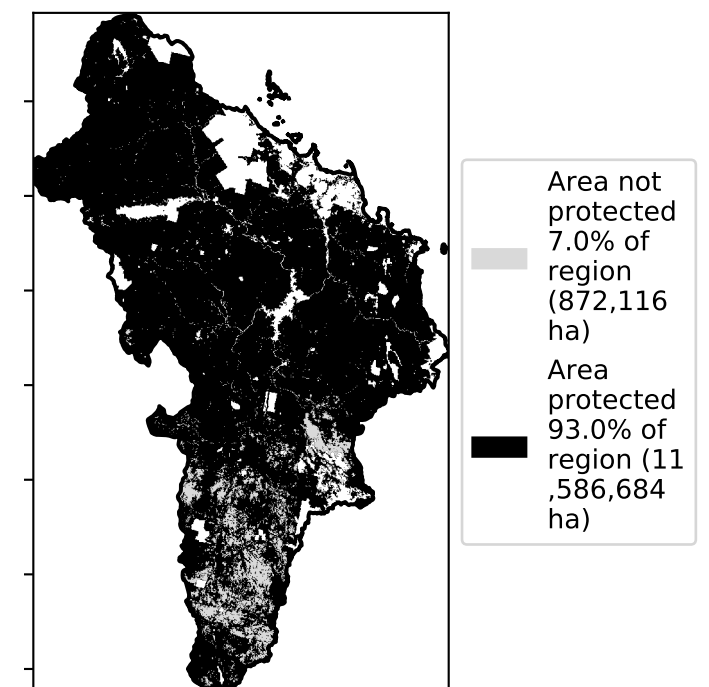 Area not
protected
7.0% of
region
(872,116
ha)
Area
protected
93.0% of
region (11
,586,684
ha)